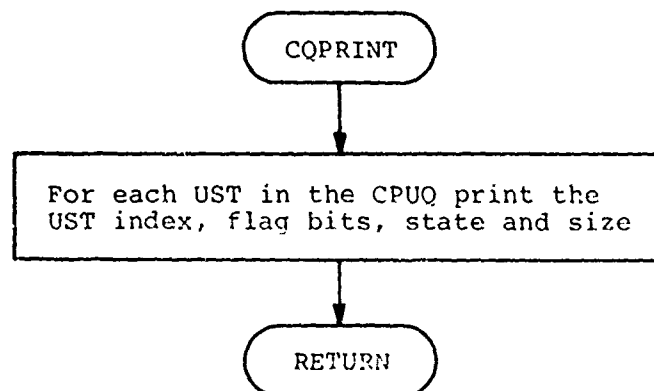 CQPRINT
For each UST in the CPUQ print the
UST index, flag bits, state and size
RETURN